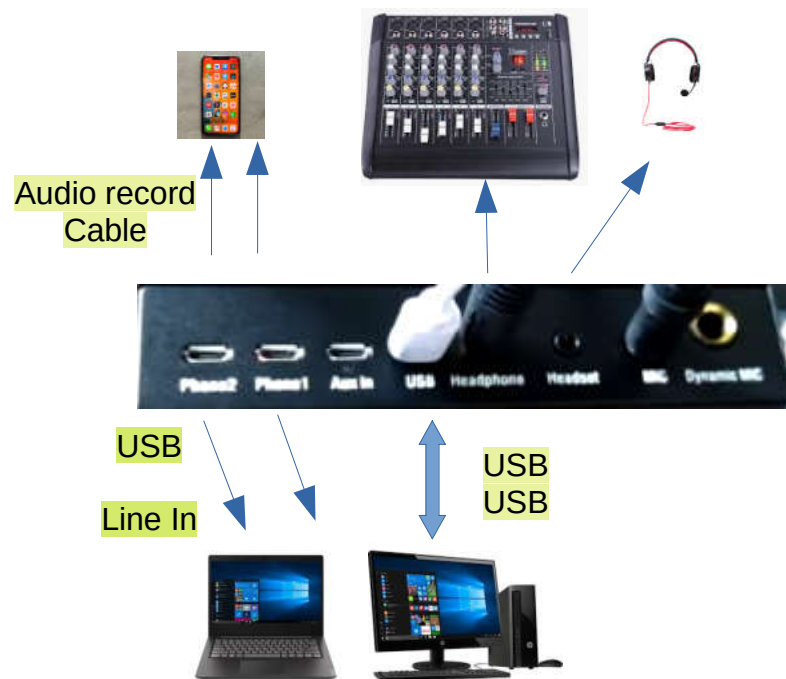 Audio record
Cable
Phone2 Phone1 Aux in USB Headphone Headset MIC Dynamic MIC
USB
Line In
USB
USB